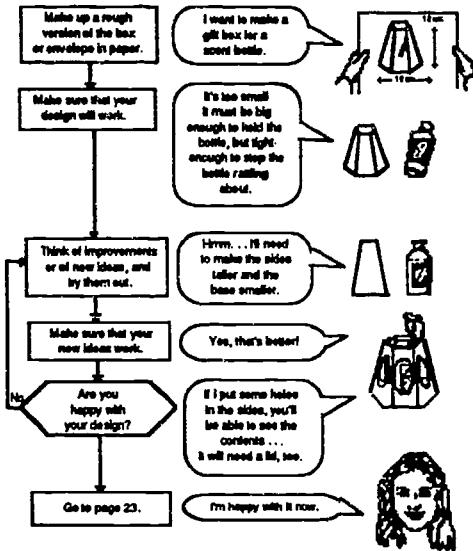 Make up a rough
version of the box
or envelope in paper.
I want to make a
gift box for a
scent bottle.
Make sure that your
design will work.
It's too small
It must be big
enough to hold the
bottle, but tight
enough to stop the
bottle rattling
about.
Think of improvements
or of new ideas, and
try them out.
Hmm. . . I'll need
to make the sides
taller and the
base smaller.
Make sure that your
new ideas work.
Yes, that's better!
No
Are you
happy with
your design?
If I put some holes
in the sides, you'll
be able to see the
contents . . .
It will need a lid, too.
Go to page 23.
I'm happy with it now.